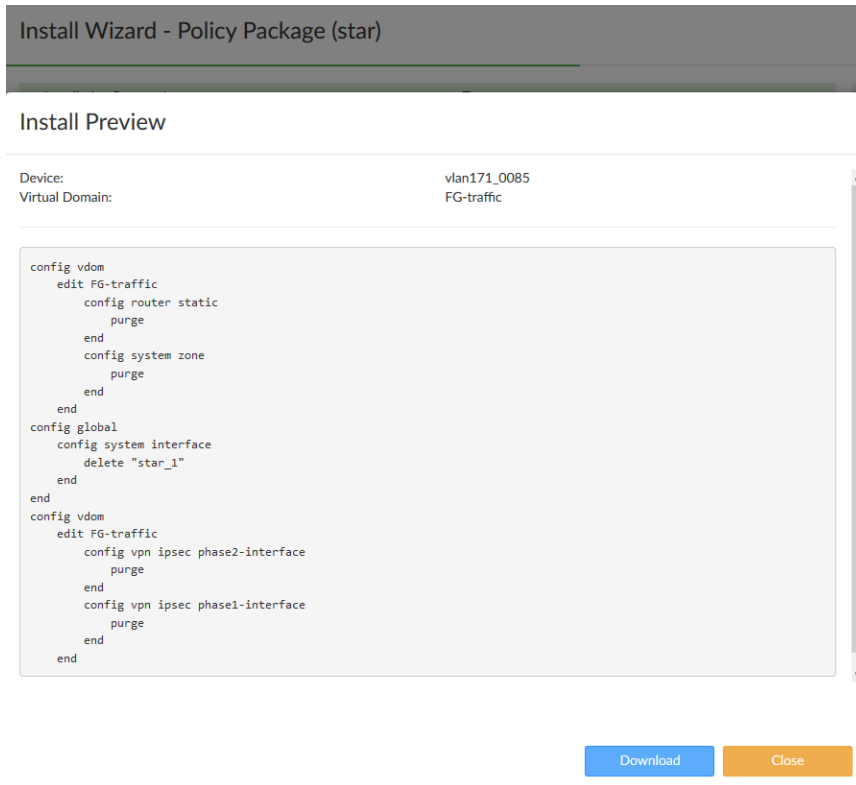 Install Wizard - Policy Package (star)
Install Preview
Device: vlan171_0085
Virtual Domain: FG-traffic
config vdom
    edit FG-traffic
        config router static
            purge
        end
        config system zone
            purge
        end
    end
config global
    config system interface
        delete "star_1"
    end
end
config vdom
    edit FG-traffic
        config vpn ipsec phase2-interface
            purge
        end
        config vpn ipsec phase1-interface
            purge
        end
    end
Download Close